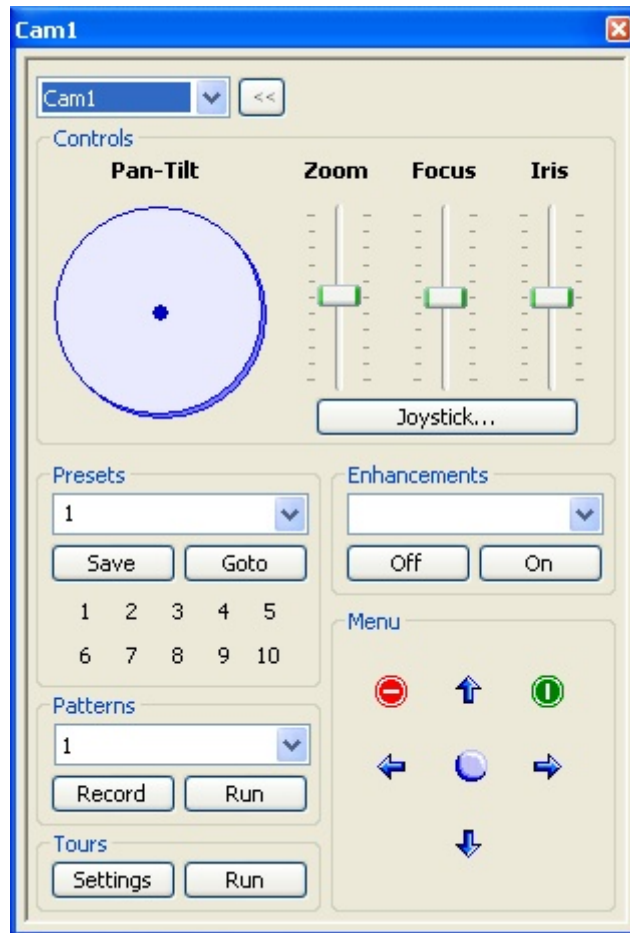 Cam1
Cam1 <<
Controls
Pan-Tilt Zoom Focus Iris
Joystick...
Presets
1
Save Goto
1 2 3 4 5
6 7 8 9 10
Enhancements
Off On
Patterns
1
Record Run
Tours
Settings Run
Menu